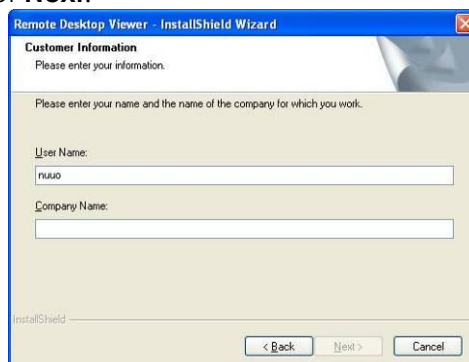 Remote Desktop Viewer - InstallShield Wizard
Customer Information
Please enter your information.
Please enter your name and the name of the company for which you work.
User Name:
nuuo
Company Name:
InstallShield
< Back Next > Cancel